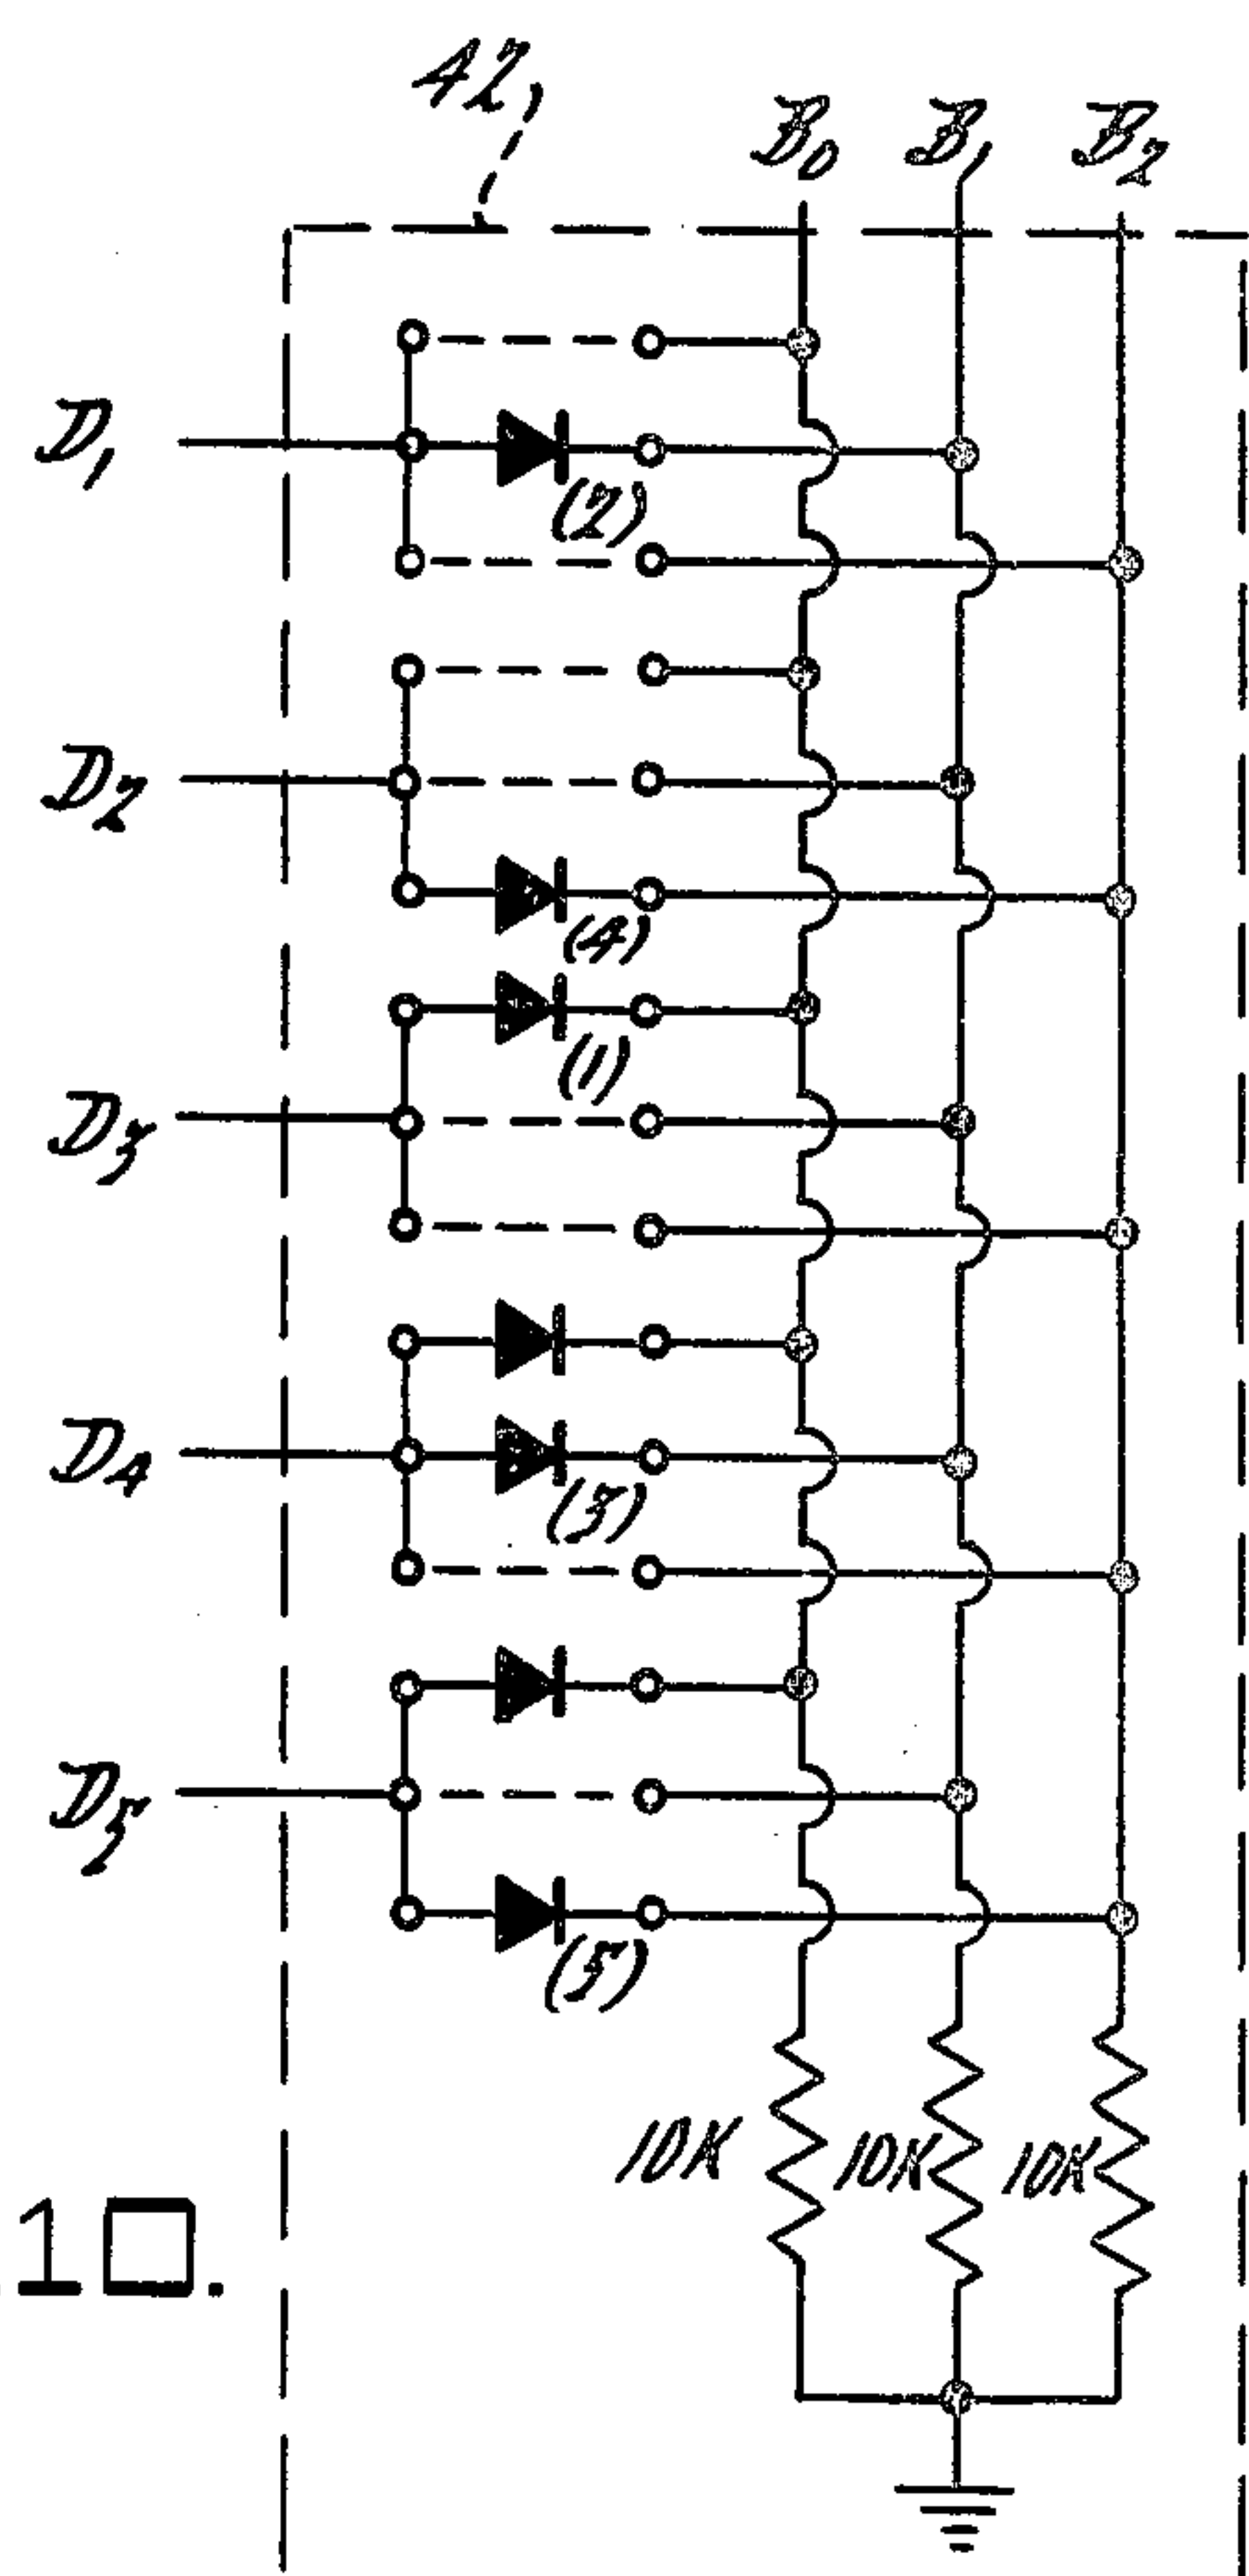 42
B0 B1 B2
D1
(2)
D2
(4)
(1)
D3
D4
(3)
D5
(5)
10K 10K 10K
10.